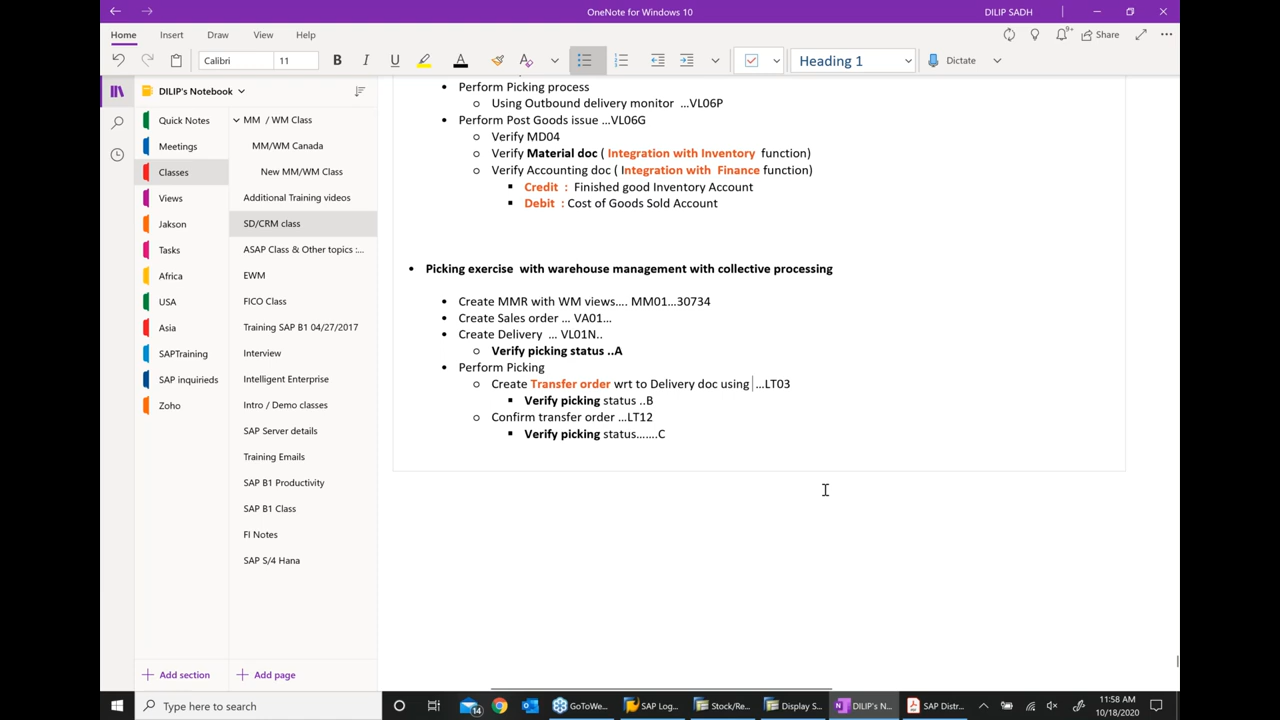 OneNote for Windows 10
DILIP SADH
Home Insert Draw View Help
9+
Share
Calibri 11 B I U A Heading 1 Dictate
DILIP's Notebook
Quick Notes
Meetings
Classes
Views
Jakson
Tasks
Africa
USA
Asia
SAPTraining
SAP inquirieds
Zoho
Add section
MM / WM Class
MM/WM Canada
New MM/WM Class
Additional Training videos
SD/CRM class
ASAP Class & Other topics :...
EWM
FICO Class
Training SAP B1 04/27/2017
Interview
Intelligent Enterprise
Intro / Demo classes
SAP Server details
Training Emails
SAP B1 Productivity
SAP B1 Class
FI Notes
SAP S/4 Hana
Add page
• Perform Picking process
○ Using Outbound delivery monitor ...VL06P
• Perform Post Goods issue ...VL06G
○ Verify MD04
○ Verify Material doc ( Integration with Inventory function)
○ Verify Accounting doc ( Integration with Finance function)
▪ Credit : Finished good Inventory Account
▪ Debit : Cost of Goods Sold Account
• Picking exercise with warehouse management with collective processing
• Create MMR with WM views.... MM01...30734
• Create Sales order ... VA01...
• Create Delivery ... VL01N..
○ Verify picking status ..A
• Perform Picking
○ Create Transfer order wrt to Delivery doc using ...LT03
▪ Verify picking status ..B
○ Confirm transfer order ...LT12
▪ Verify picking status.......C
Type here to search
14
GoToWe...
SAP Log...
Stock/Re...
Display S...
DILIP's N...
SAP Distr...
11:58 AM
10/18/2020